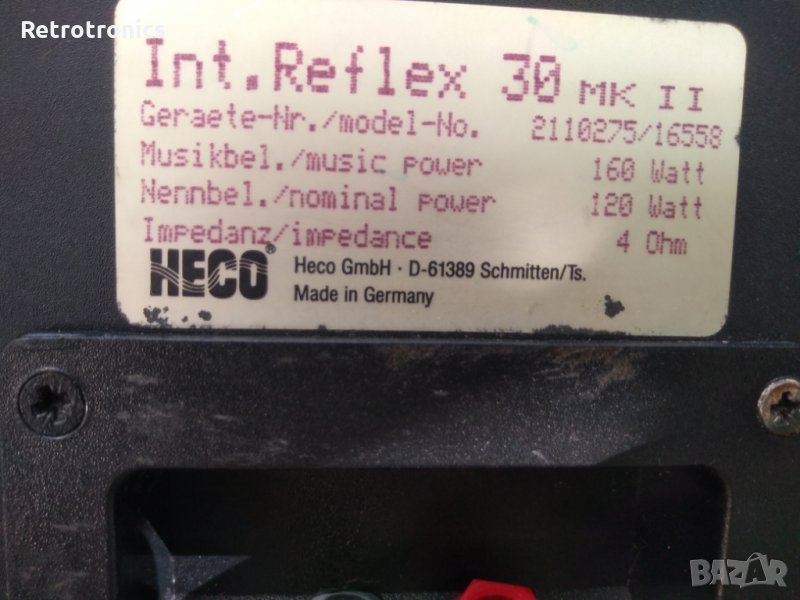 Retrotronics
Int.Reflex 30 MK II
Geraete-Nr./model-No. 2110275/16558
Musikbel./music power 160 Watt
Nennbel./nominal power 120 Watt
Impedanz/impedance 4 Ohm
HECO® Heco GmbH · D-61389 Schmitten/Ts.
Made in Germany
BAZAR